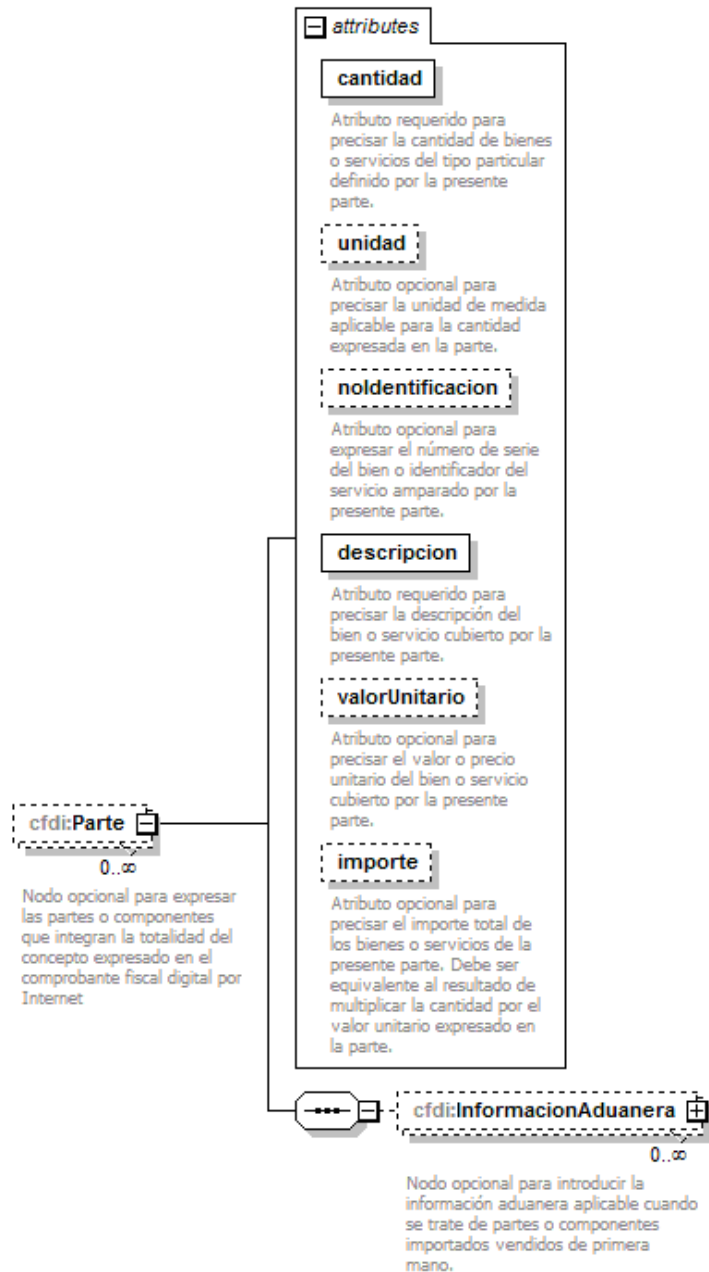 attributes
cantidad
Atributo requerido para
precisar la cantidad de bienes
o servicios del tipo particular
definido por la presente
parte.
unidad
Atributo opcional para
precisar la unidad de medida
aplicable para la cantidad
expresada en la parte.
noIdentificacion
Atributo opcional para
expresar el número de serie
del bien o identificador del
servicio amparado por la
presente parte.
descripcion
Atributo requerido para
precisar la descripción del
bien o servicio cubierto por la
presente parte.
valorUnitario
Atributo opcional para
precisar el valor o precio
unitario del bien o servicio
cubierto por la presente
parte.
importe
Atributo opcional para
precisar el importe total de
los bienes o servicios de la
presente parte. Debe ser
equivalente al resultado de
multiplicar la cantidad por el
valor unitario expresado en
la parte.
cfdi:Parte
0..∞
Nodo opcional para expresar
las partes o componentes
que integran la totalidad del
concepto expresado en el
comprobante fiscal digital por
Internet
cfdi:InformacionAduanera
0..∞
Nodo opcional para introducir la
información aduanera aplicable cuando
se trate de partes o componentes
importados vendidos de primera
mano.